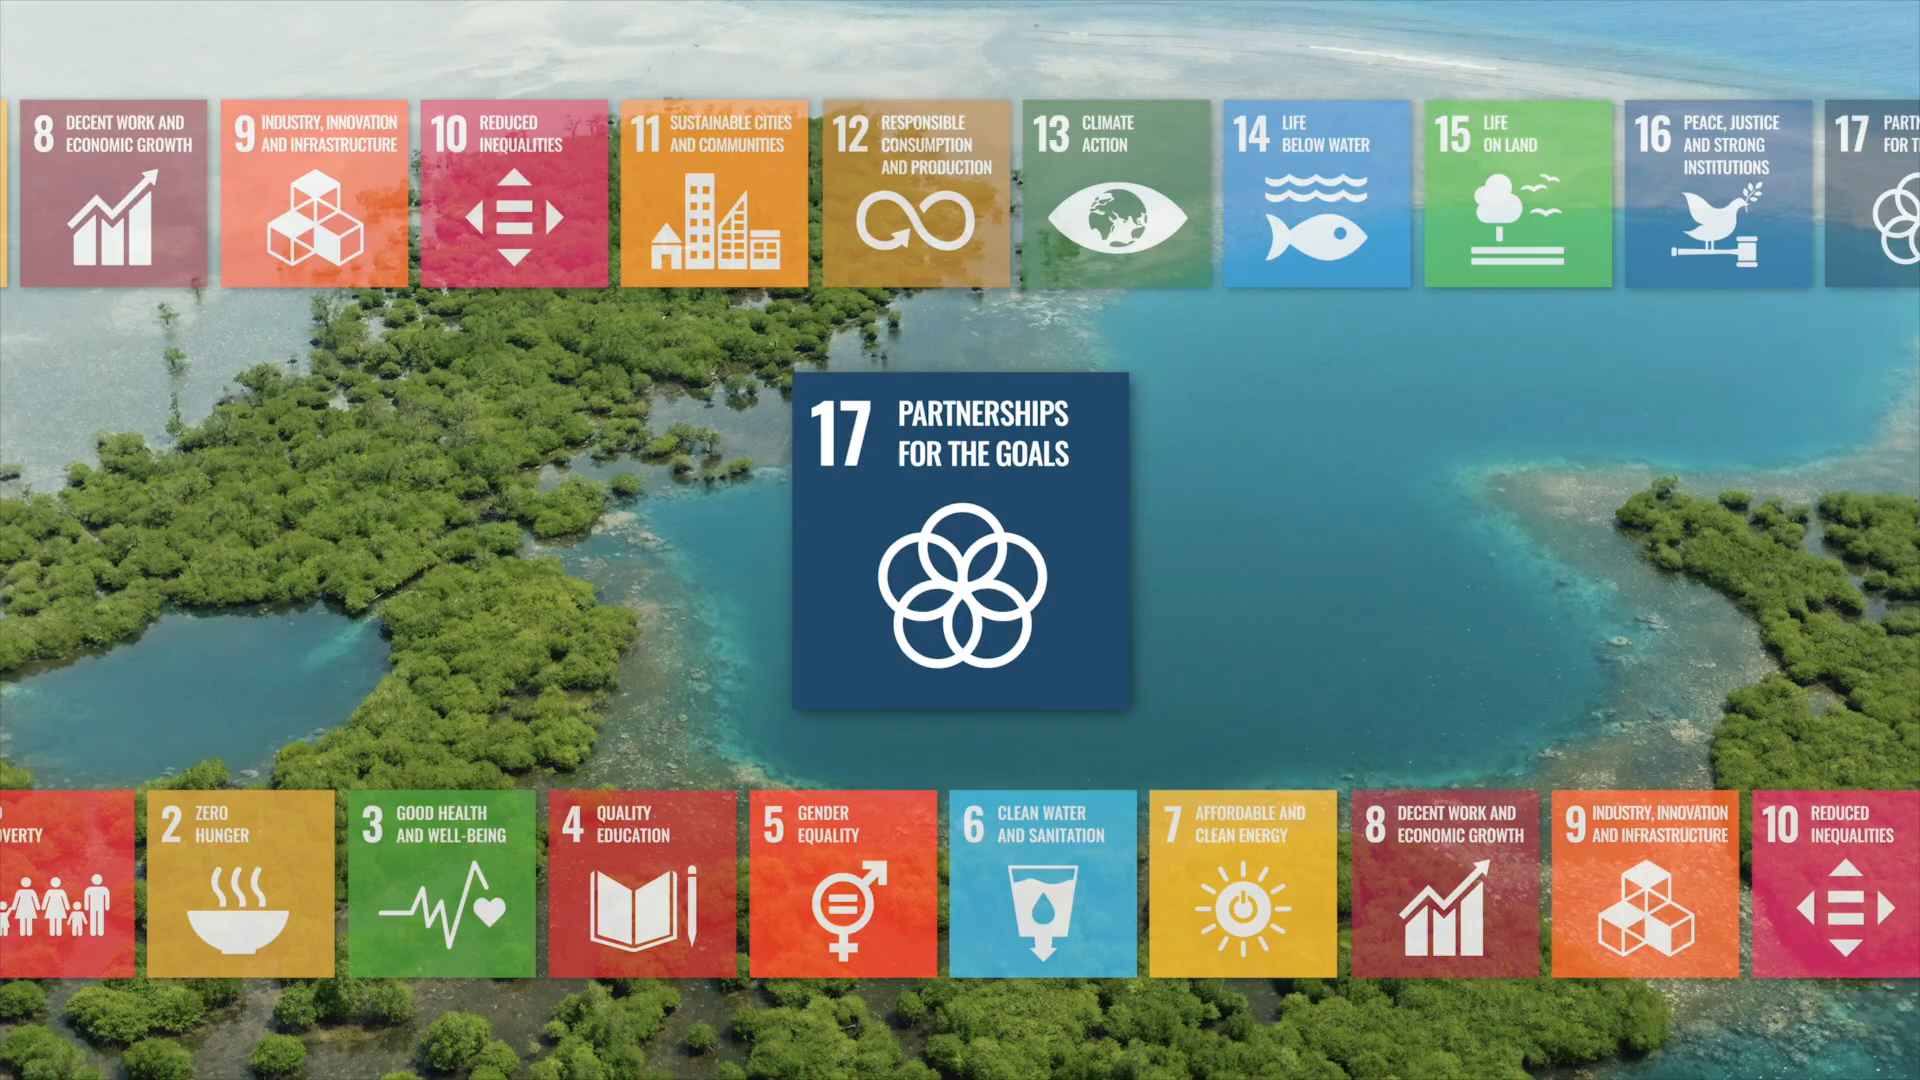 8 DECENT WORK AND
ECONOMIC GROWTH
9 INDUSTRY, INNOVATION
AND INFRASTRUCTURE
10 REDUCED
INEQUALITIES
11 SUSTAINABLE CITIES
AND COMMUNITIES
12 RESPONSIBLE
CONSUMPTION
AND PRODUCTION
13 CLIMATE
ACTION
14 LIFE
BELOW WATER
15 LIFE
ON LAND
16 PEACE, JUSTICE
AND STRONG
INSTITUTIONS
17
FOR
17 PARTNERSHIPS
FOR THE GOALS
2 ZERO
HUNGER
3 GOOD HEALTH
AND WELL-BEING
4 QUALITY
EDUCATION
5 GENDER
EQUALITY
6 CLEAN WATER
AND SANITATION
7 AFFORDABLE AND
CLEAN ENERGY
8 DECENT WORK AND
ECONOMIC GROWTH
9 INDUSTRY, INNOVATION
AND INFRASTRUCTURE
10 REDUCED
INEQUALITIES